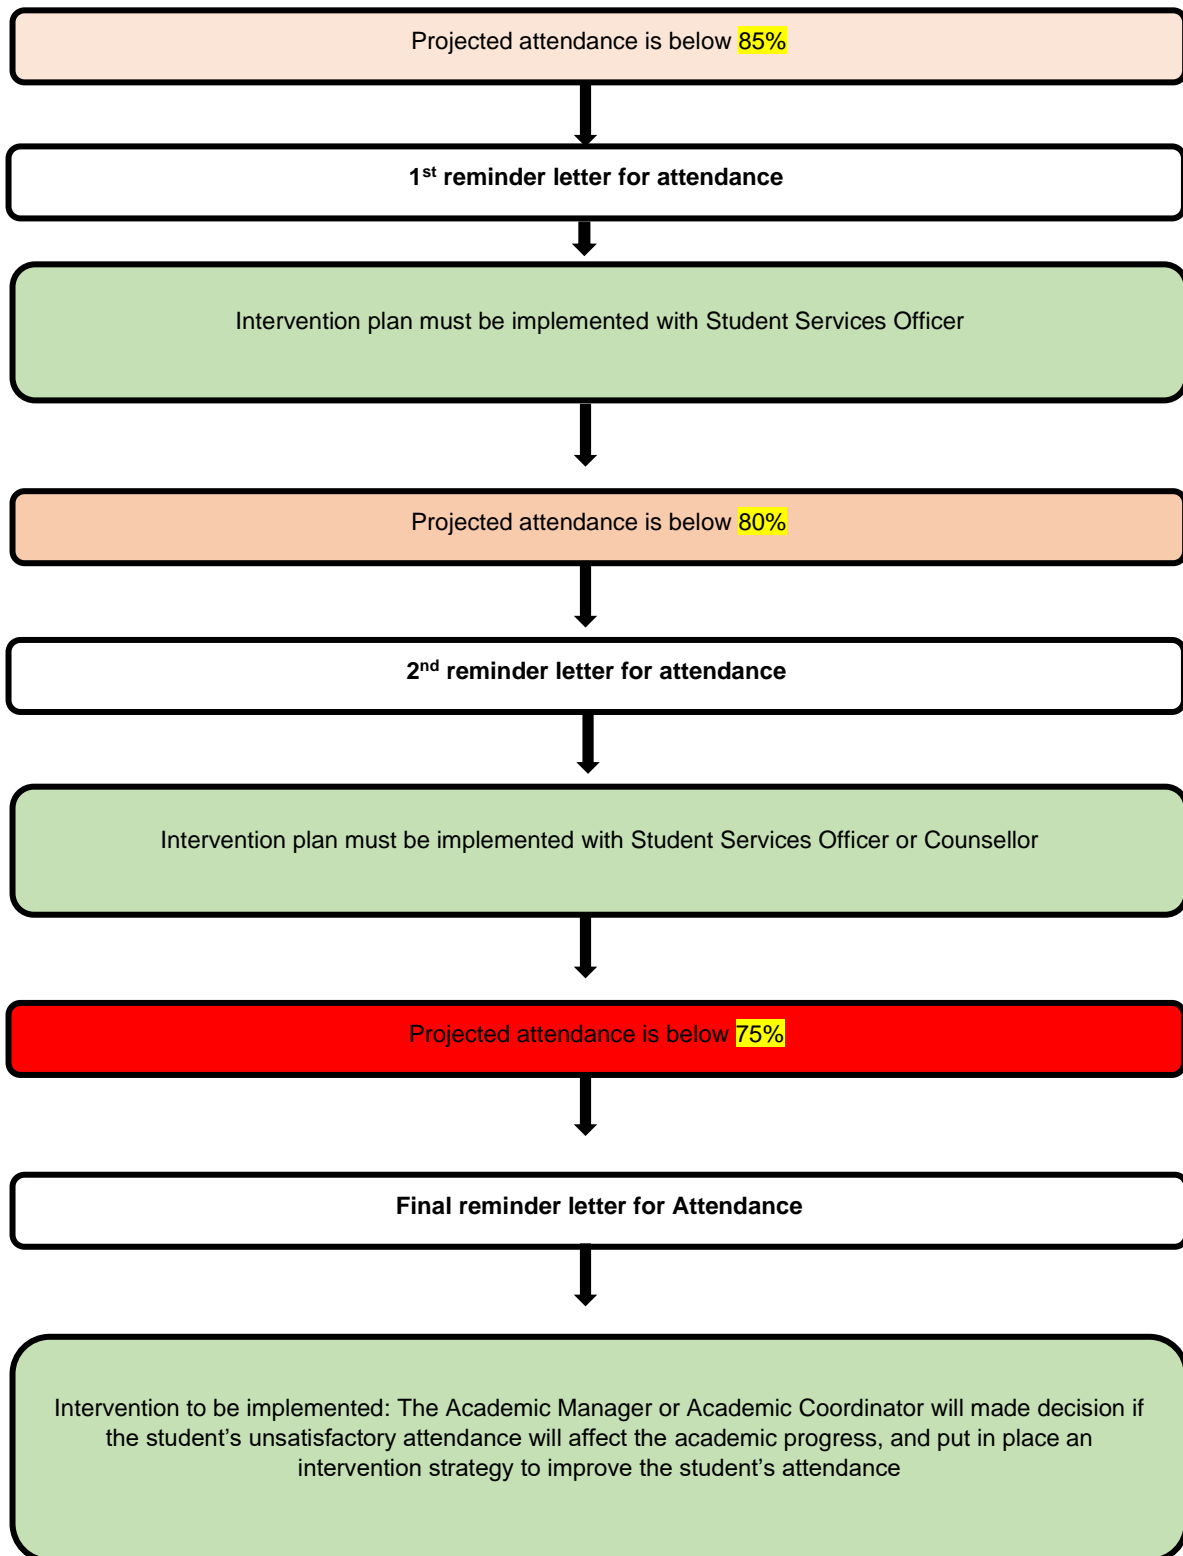 Projected attendance is below 85%
1st reminder letter for attendance
Intervention plan must be implemented with Student Services Officer
Projected attendance is below 80%
2nd reminder letter for attendance
Intervention plan must be implemented with Student Services Officer or Counsellor
Projected attendance is below 75%
Final reminder letter for Attendance
Intervention to be implemented: The Academic Manager or Academic Coordinator will made decision if
the student’s unsatisfactory attendance will affect the academic progress, and put in place an
intervention strategy to improve the student’s attendance